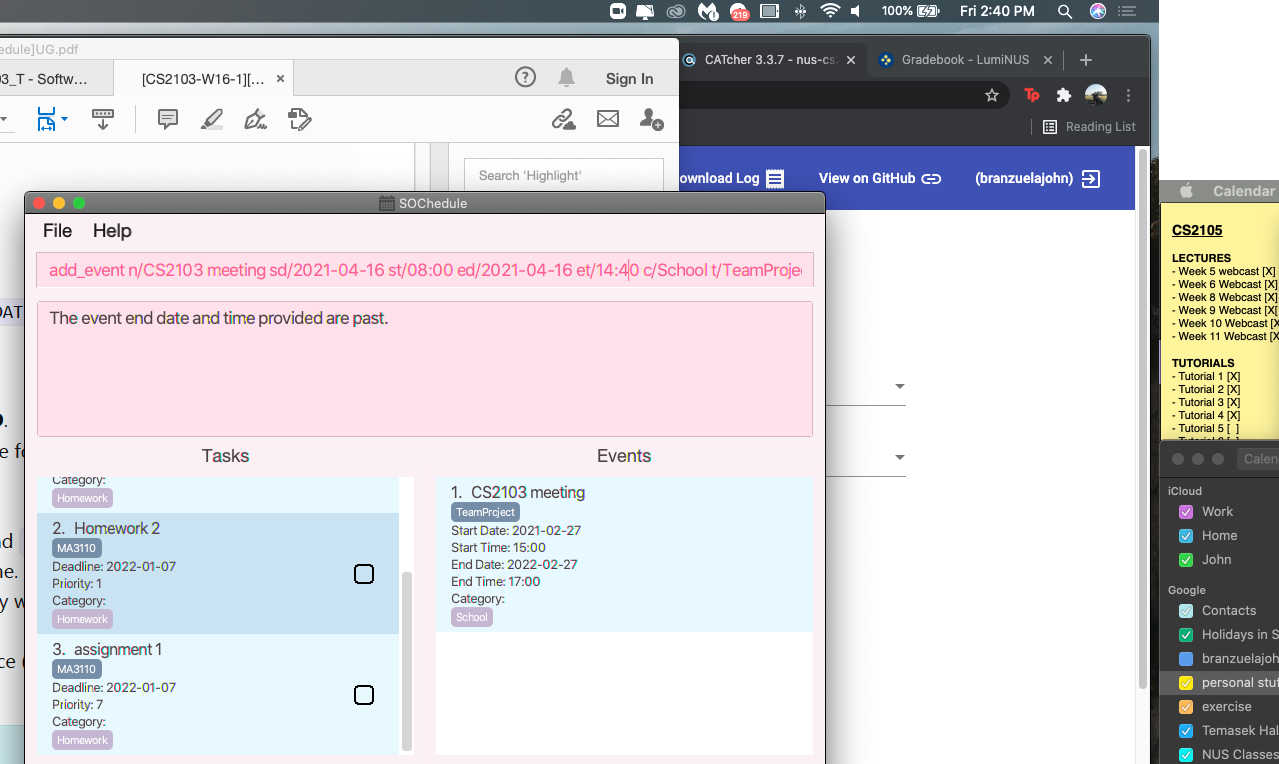 219
100%
Fri 2:40 PM
edule]UG.pdf
03_T - Softw...
[CS2103-W16-1][...
Sign In
CATcher 3.3.7 - nus-cs
Gradebook - LumiNUS
Reading List
Search 'Highlight'
ownload Log
View on GitHub
(branzuelajohn)
Calendar
SOChedule
File
Help
add_event n/CS2103 meeting sd/2021-04-16 st/08:00 ed/2021-04-16 et/14:40 c/School t/TeamProje
The event end date and time provided are past.
Tasks
Events
Category:
Homework
2. Homework 2
MA3110
Deadline: 2022-01-07
Priority: 1
Category:
Homework
3. assignment 1
MA3110
Deadline: 2022-01-07
Priority: 7
Category:
Homework
1. CS2103 meeting
TeamProject
Start Date: 2021-02-27
Start Time: 15:00
End Date: 2022-02-27
End Time: 17:00
Category:
School
CS2105
LECTURES
- Week 5 webcast [X]
- Week 6 Webcast [X]
- Week 8 Webcast [X]
- Week 9 Webcast [X[
- Week 10 Webcast [X
- Week 11 Webcast [X
TUTORIALS
- Tutorial 1 [X]
- Tutorial 2 [X]
- Tutorial 3 [X]
- Tutorial 4 [X]
- Tutorial 5 [ ]
Calen
iCloud
Work
Home
John
Google
Contacts
Holidays in S
branzuelajoh
personal stuf
exercise
Temasek Hal
NUS Classes